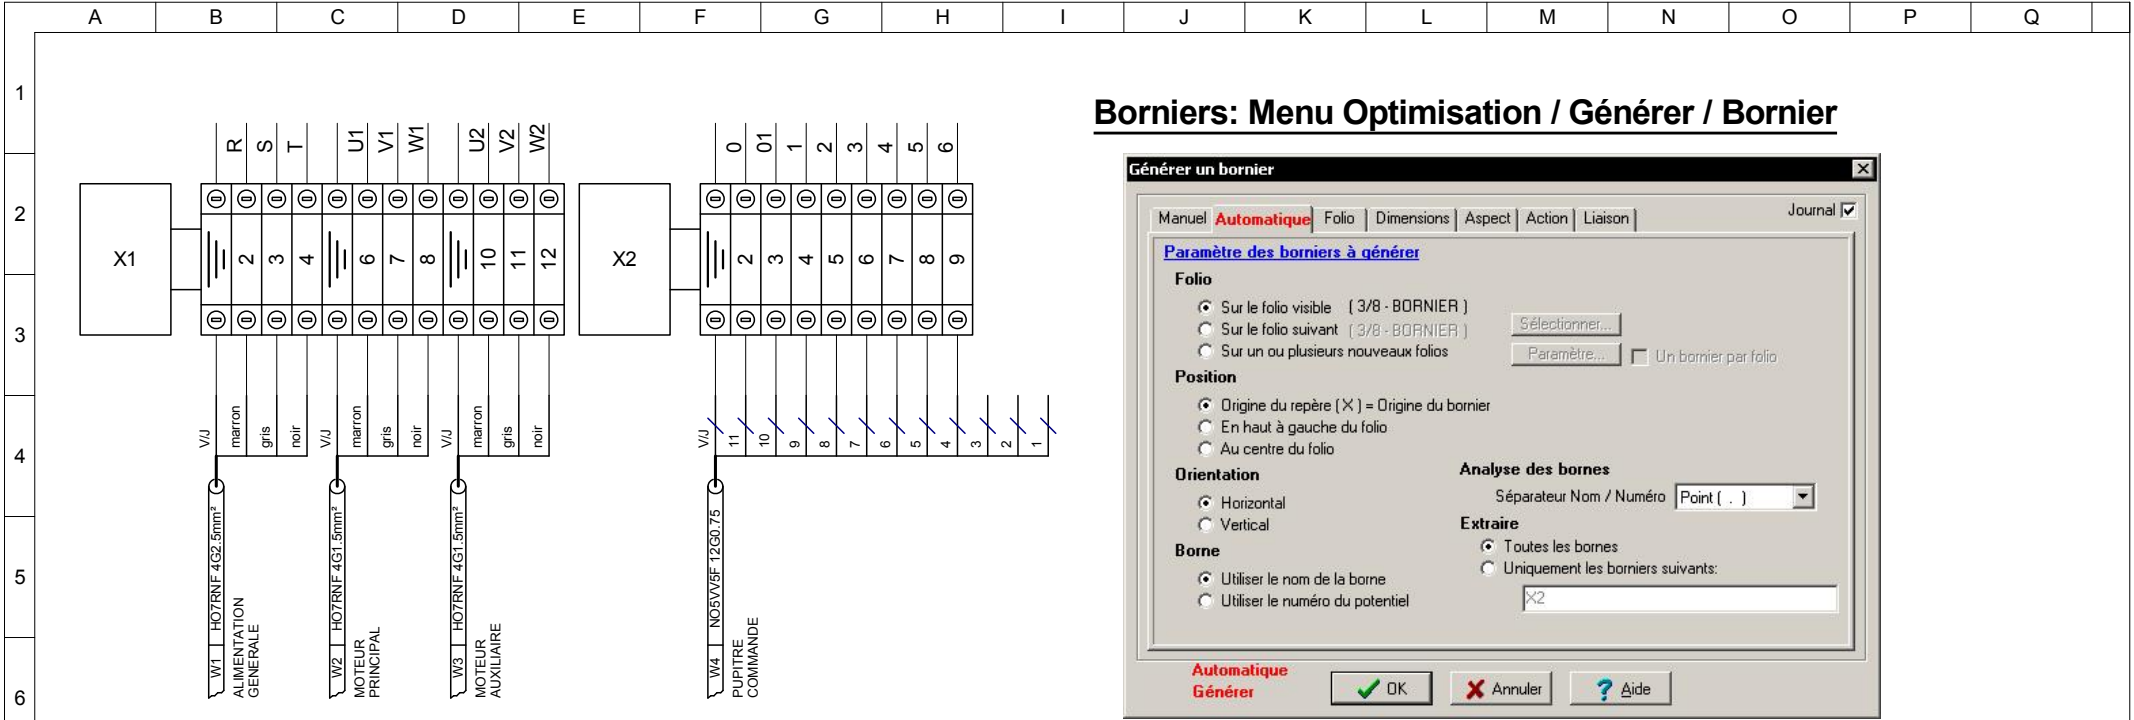 A B C D E F G H I J K L M N O P Q
1
Borniers: Menu Optimisation / Générer / Bornier
R S T U1 V1 W1 U2 V2 W2
0 01 1 2 3 4 5 6
2
X1
2 3 4 6 7 8 10 11 12
X2
2 3 4 5 6 7 8 9
3
V/J marron gris noir V/J marron gris noir V/J marron gris noir
V/J 11 10 9 8 7 6 5 4 3 2 1
4
5
W1 HO7RNF 4G2.5mm²
ALIMENTATION
GENERALE
W2 HO7RNF 4G1.5mm²
MOTEUR
PRINCIPAL
W3 HO7RNF 4G1.5mm²
MOTEUR
AUXILIAIRE
W4 NO5VV5F 12G0.75
PUPITRE
COMMANDE
6
Générer un bornier
Manuel Automatique Folio Dimensions Aspect Action Liaison Journal
Paramètre des borniers à générer
Folio
Sur le folio visible ( 3/8 - BORNIER )
Sur le folio suivant ( 3/8 - BORNIER ) Sélectionner...
Sur un ou plusieurs nouveaux folios Paramètre... Un bornier par folio
Position
Origine du repère ( X ) = Origine du bornier
En haut à gauche du folio
Au centre du folio
Orientation
Horizontal
Vertical
Borne
Utiliser le nom de la borne
Utiliser le numéro du potentiel
Analyse des bornes
Séparateur Nom / Numéro Point ( . )
Extraire
Toutes les bornes
Uniquement les borniers suivants:
X2
Automatique
Générer
OK Annuler Aide